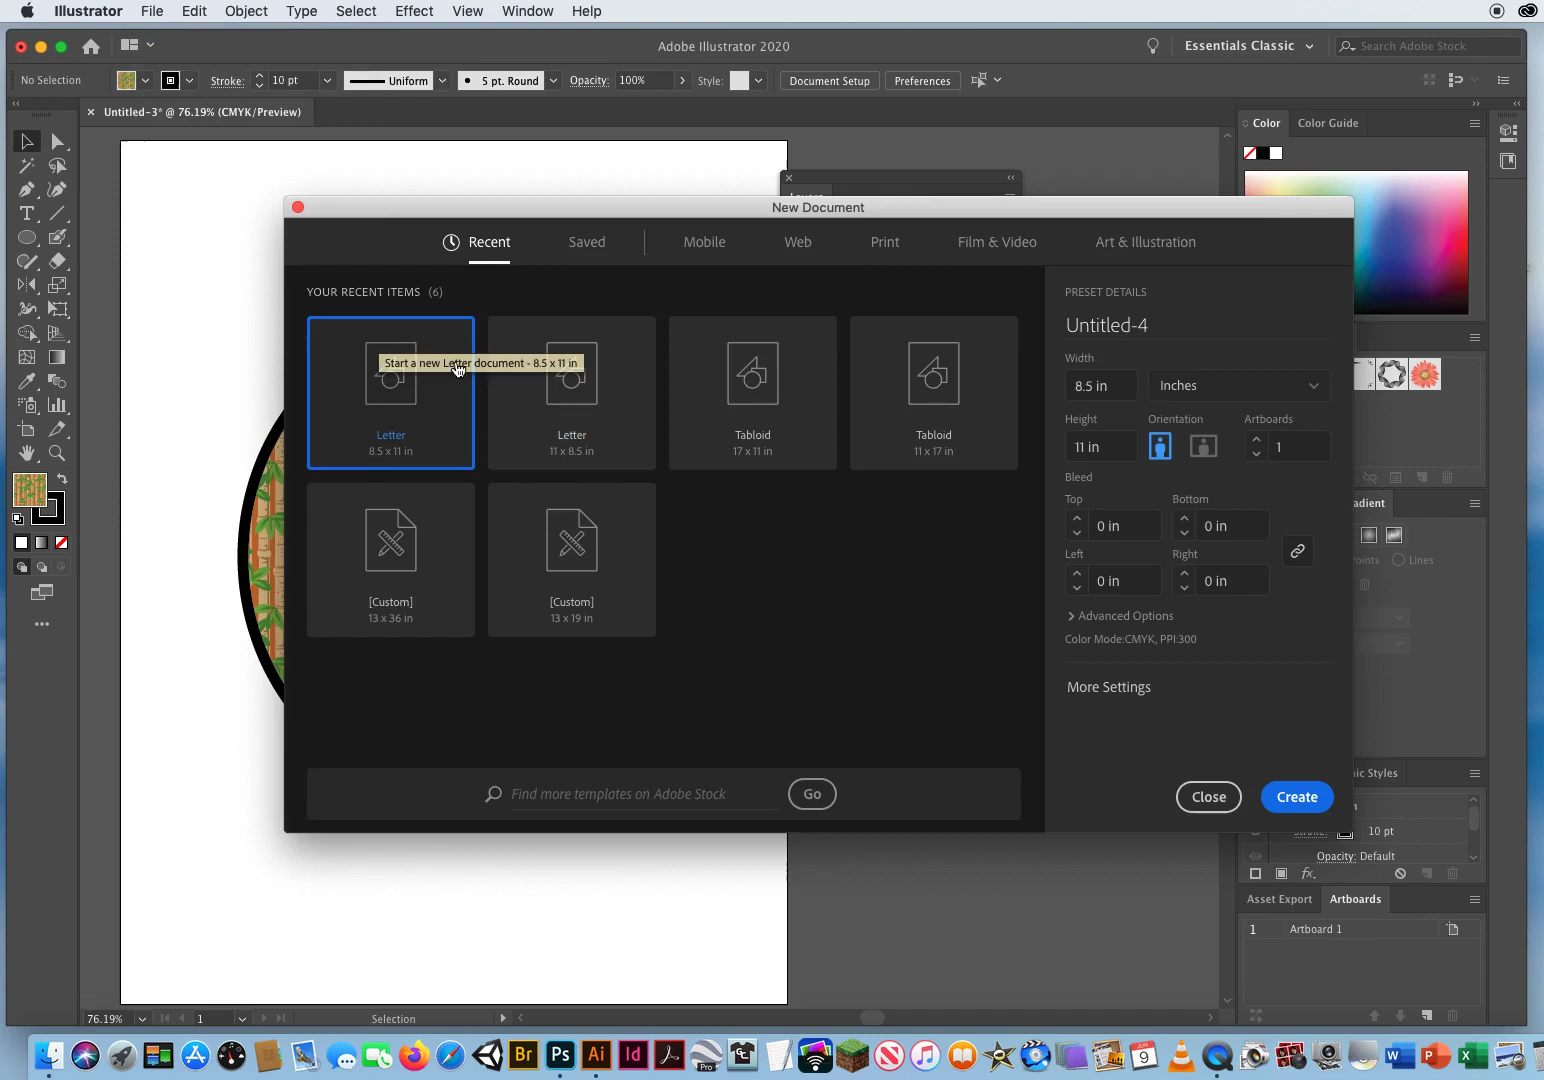 Illustrator File Edit Object Type Select Effect View Window Help
Adobe Illustrator 2020
Essentials Classic
Search Adobe Stock
No Selection
Stroke: 10 pt
Uniform
5 pt. Round
Opacity: 100%
Style:
Document Setup
Preferences
Untitled-3* @ 76.19% (CMYK/Preview)
Color
Color Guide
New Document
Recent
Saved
Mobile
Web
Print
Film & Video
Art & Illustration
YOUR RECENT ITEMS (6)
Start a new Letter document - 8.5 x 11 in
Letter
8.5 x 11 in
Letter
11 x 8.5 in
Tabloid
17 x 11 in
Tabloid
11 x 17 in
[Custom]
13 x 36 in
[Custom]
13 x 19 in
Find more templates on Adobe Stock
Go
PRESET DETAILS
Untitled-4
Width
8.5 in
Inches
Height
Orientation
Artboards
11 in
1
Bleed
Top
Bottom
0 in
0 in
Left
Right
0 in
0 in
Advanced Options
Color Mode:CMYK, PPI:300
More Settings
Close
Create
Lines
10 pt
Opacity: Default
fx.
Asset Export
Artboards
1 Artboard 1
76.19%
1
Selection
Br
Ps
Ai
Id
Pro
JUN
9
W
P
X